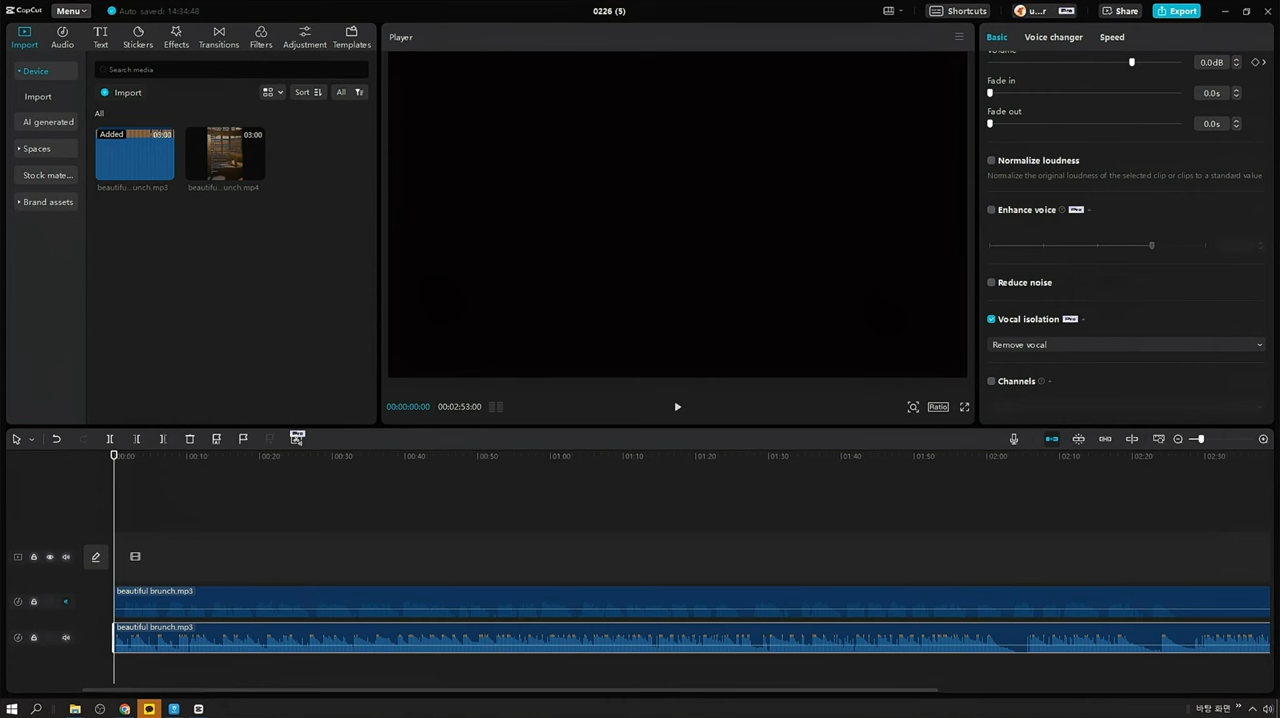 CapCut Menu Auto saved: 14:34:48 0226 (5) Shortcuts u...r Pro Share Export
Import Audio Text Stickers Effects Transitions Filters Adjustment Templates
Device
Import
AI generated
Spaces
Stock mate...
Brand assets
Search media
Import Sort All
All
Added 03:00 03:00
beautifu...unch.mp3 beautifu...unch.mp4
Player
00:00:00:00 00:02:53:00 Ratio
Basic Voice changer Speed
Volume 0.0dB
Fade in
0.0s
Fade out
0.0s
Normalize loudness
Normalize the original loudness of the selected clip or clips to a standard value
Enhance voice Pro
Reduce noise
Vocal isolation Pro
Remove vocal
Channels
Pro
00:00 00:10 00:20 00:30 00:40 00:50 01:00 01:10 01:20 01:30 01:40 01:50 02:00 02:10 02:20 02:30
beautiful brunch.mp3
beautiful brunch.mp3
바탕 화면